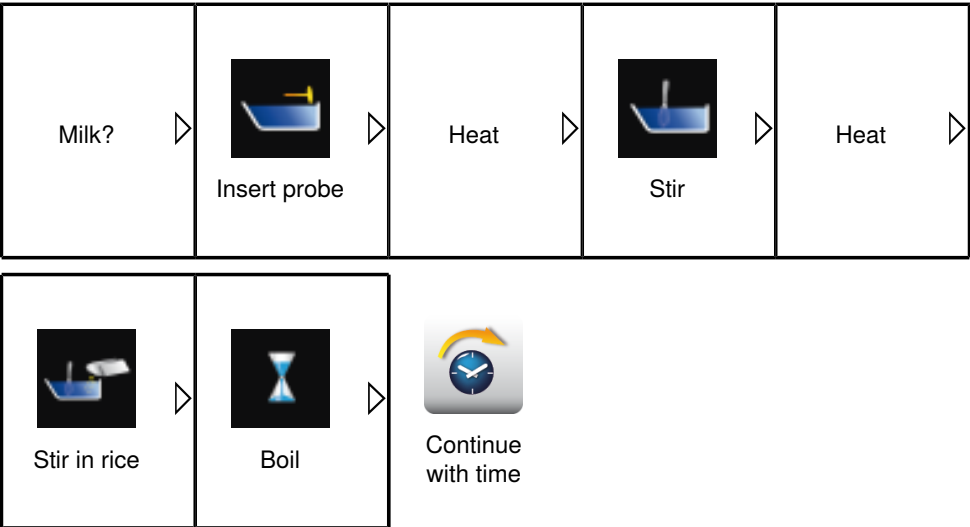 Milk?
Insert probe
Heat
Stir
Heat
Stir in rice
Boil
Continue
with time